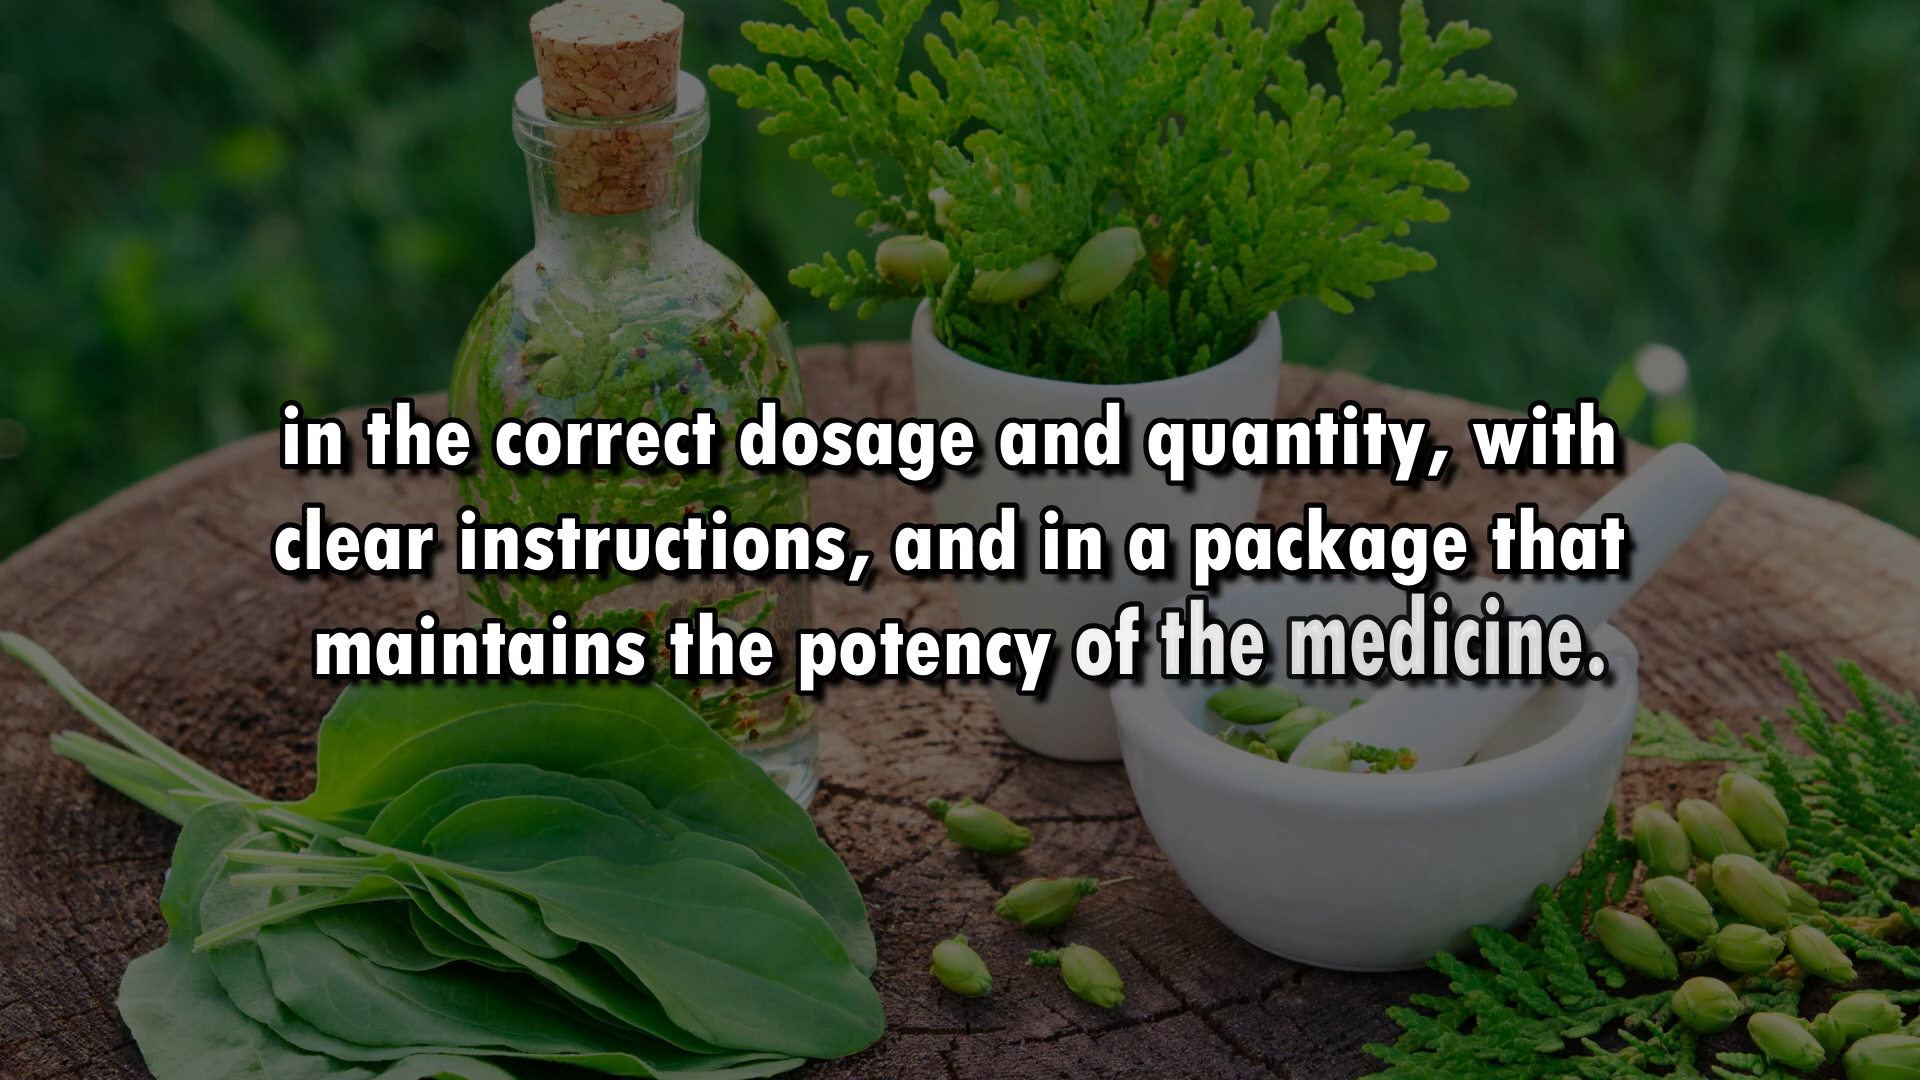 in the correct dosage and quantity, with
clear instructions, and in a package that
maintains the potency of the medicine.